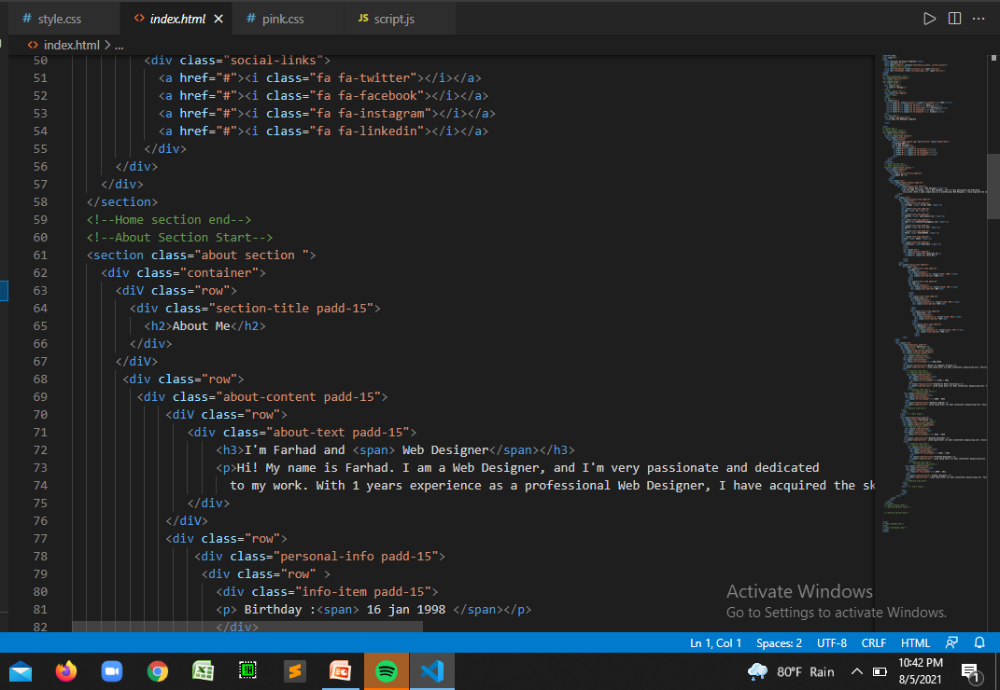 # style.css
<> index.html ×
# pink.css
JS script.js
<> index.html > ...
50 <div class="social-links">
51 <a href="#"><i class="fa fa-twitter"></i></a>
52 <a href="#"><i class="fa fa-facebook"></i></a>
53 <a href="#"><i class="fa fa-instagram"></i></a>
54 <a href="#"><i class="fa fa-linkedin"></i></a>
55 </div>
56 </div>
57 </div>
58 </section>
59 <!--Home section end-->
60 <!--About Section Start-->
61 <section class="about section ">
62 <div class="container">
63 <diV class="row">
64 <div class="section-title padd-15">
65 <h2>About Me</h2>
66 </div>
67 </diV>
68 <div class="row">
69 <div class="about-content padd-15">
70 <diV class="row">
71 <div class="about-text padd-15">
72 <h3>I'm Farhad and <span> Web Designer</span></h3>
73 <p>Hi! My name is Farhad. I am a Web Designer, and I'm very passionate and dedicated
74 to my work. With 1 years experience as a professional Web Designer, I have acquired the sk
75 </div>
76 </diV>
77 <div class="row">
78 <div class="personal-info padd-15">
79 <div class="row" >
80 <div class="info-item padd-15">
81 <p> Birthday :<span> 16 jan 1998 </span></p>
82 </div>
Activate Windows
Go to Settings to activate Windows.
Ln 1, Col 1 Spaces: 2 UTF-8 CRLF HTML
80°F Rain
10:42 PM
8/5/2021
1